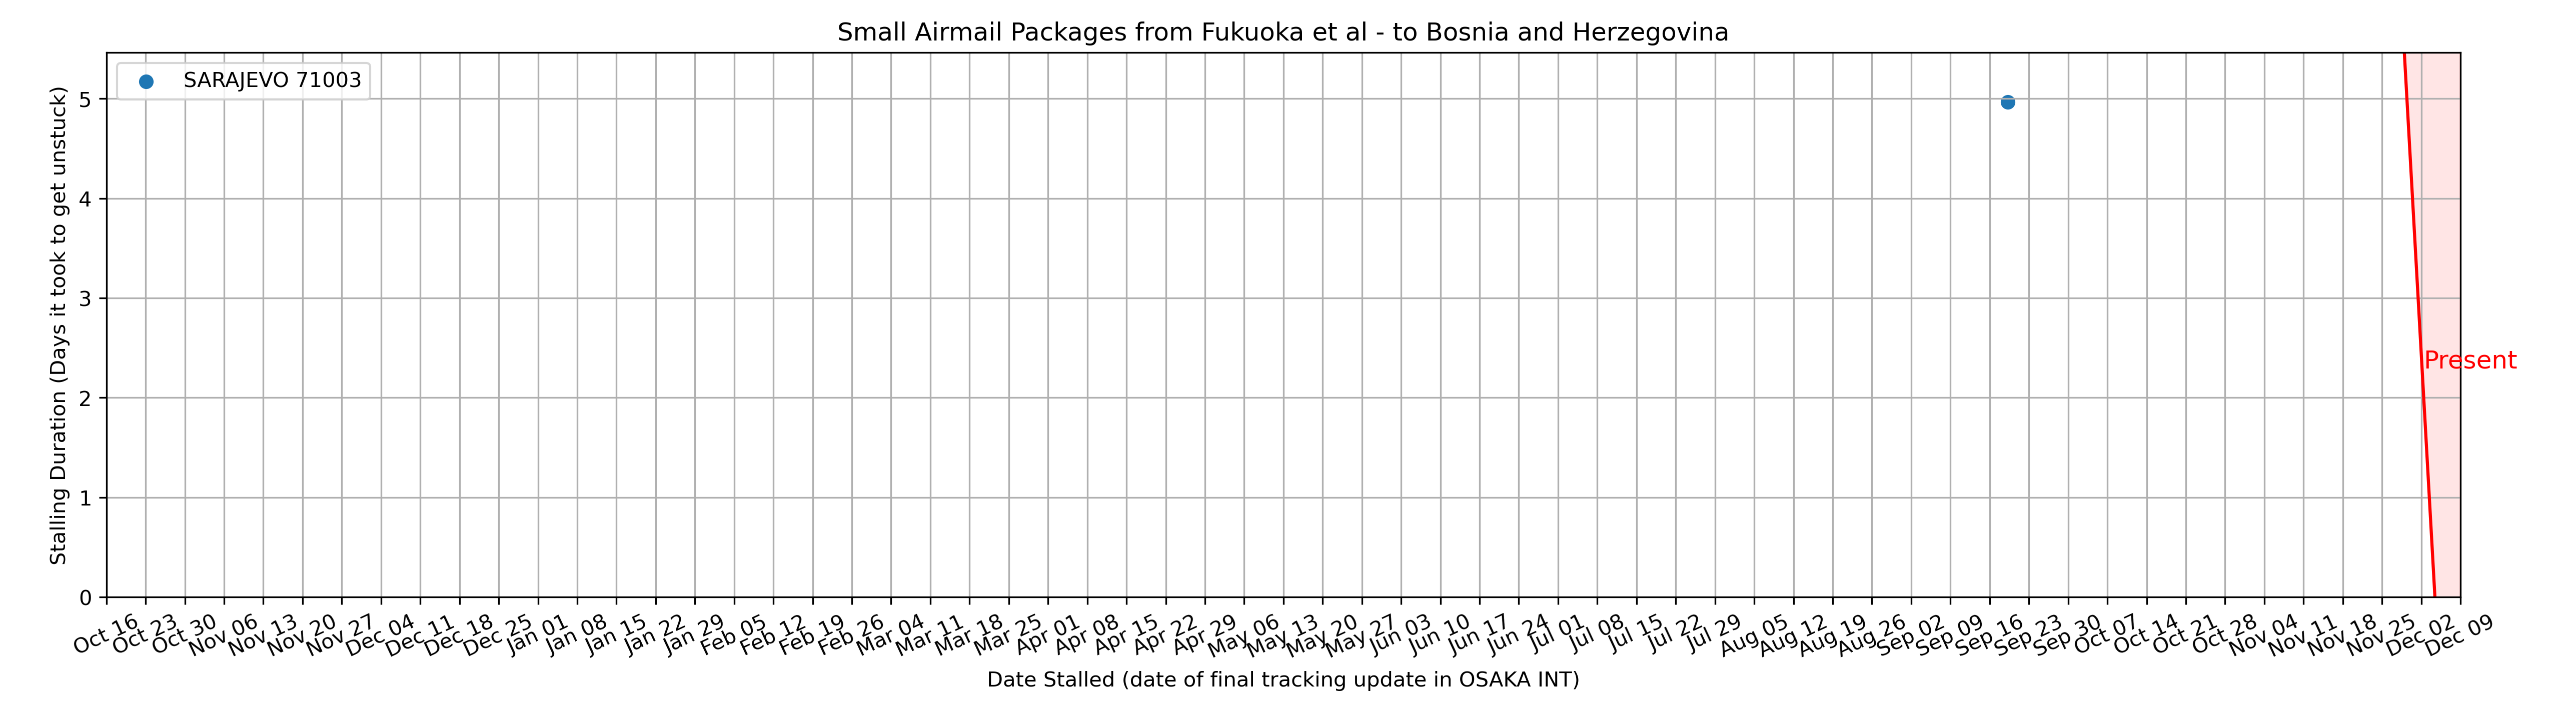 Small Airmail Packages from Fukuoka et al - to Bosnia and Herzegovina
SARAJEVO 71003
Stalling Duration (Days it took to get unstuck)
5
4
3
2
1
0
Present
Oct 16
Oct 23
Oct 30
Nov 06
Nov 13
Nov 20
Nov 27
Dec 04
Dec 11
Dec 18
Dec 25
Jan 01
Jan 08
Jan 15
Jan 22
Jan 29
Feb 05
Feb 12
Feb 19
Feb 26
Mar 04
Mar 11
Mar 18
Mar 25
Apr 01
Apr 08
Apr 15
Apr 22
Apr 29
May 06
May 13
May 20
May 27
Jun 03
Jun 10
Jun 17
Jun 24
Jul 01
Jul 08
Jul 15
Jul 22
Jul 29
Aug 05
Aug 12
Aug 19
Aug 26
Sep 02
Sep 09
Sep 16
Sep 23
Sep 30
Oct 07
Oct 14
Oct 21
Oct 28
Nov 04
Nov 11
Nov 18
Nov 25
Dec 02
Dec 09
Date Stalled (date of final tracking update in OSAKA INT)